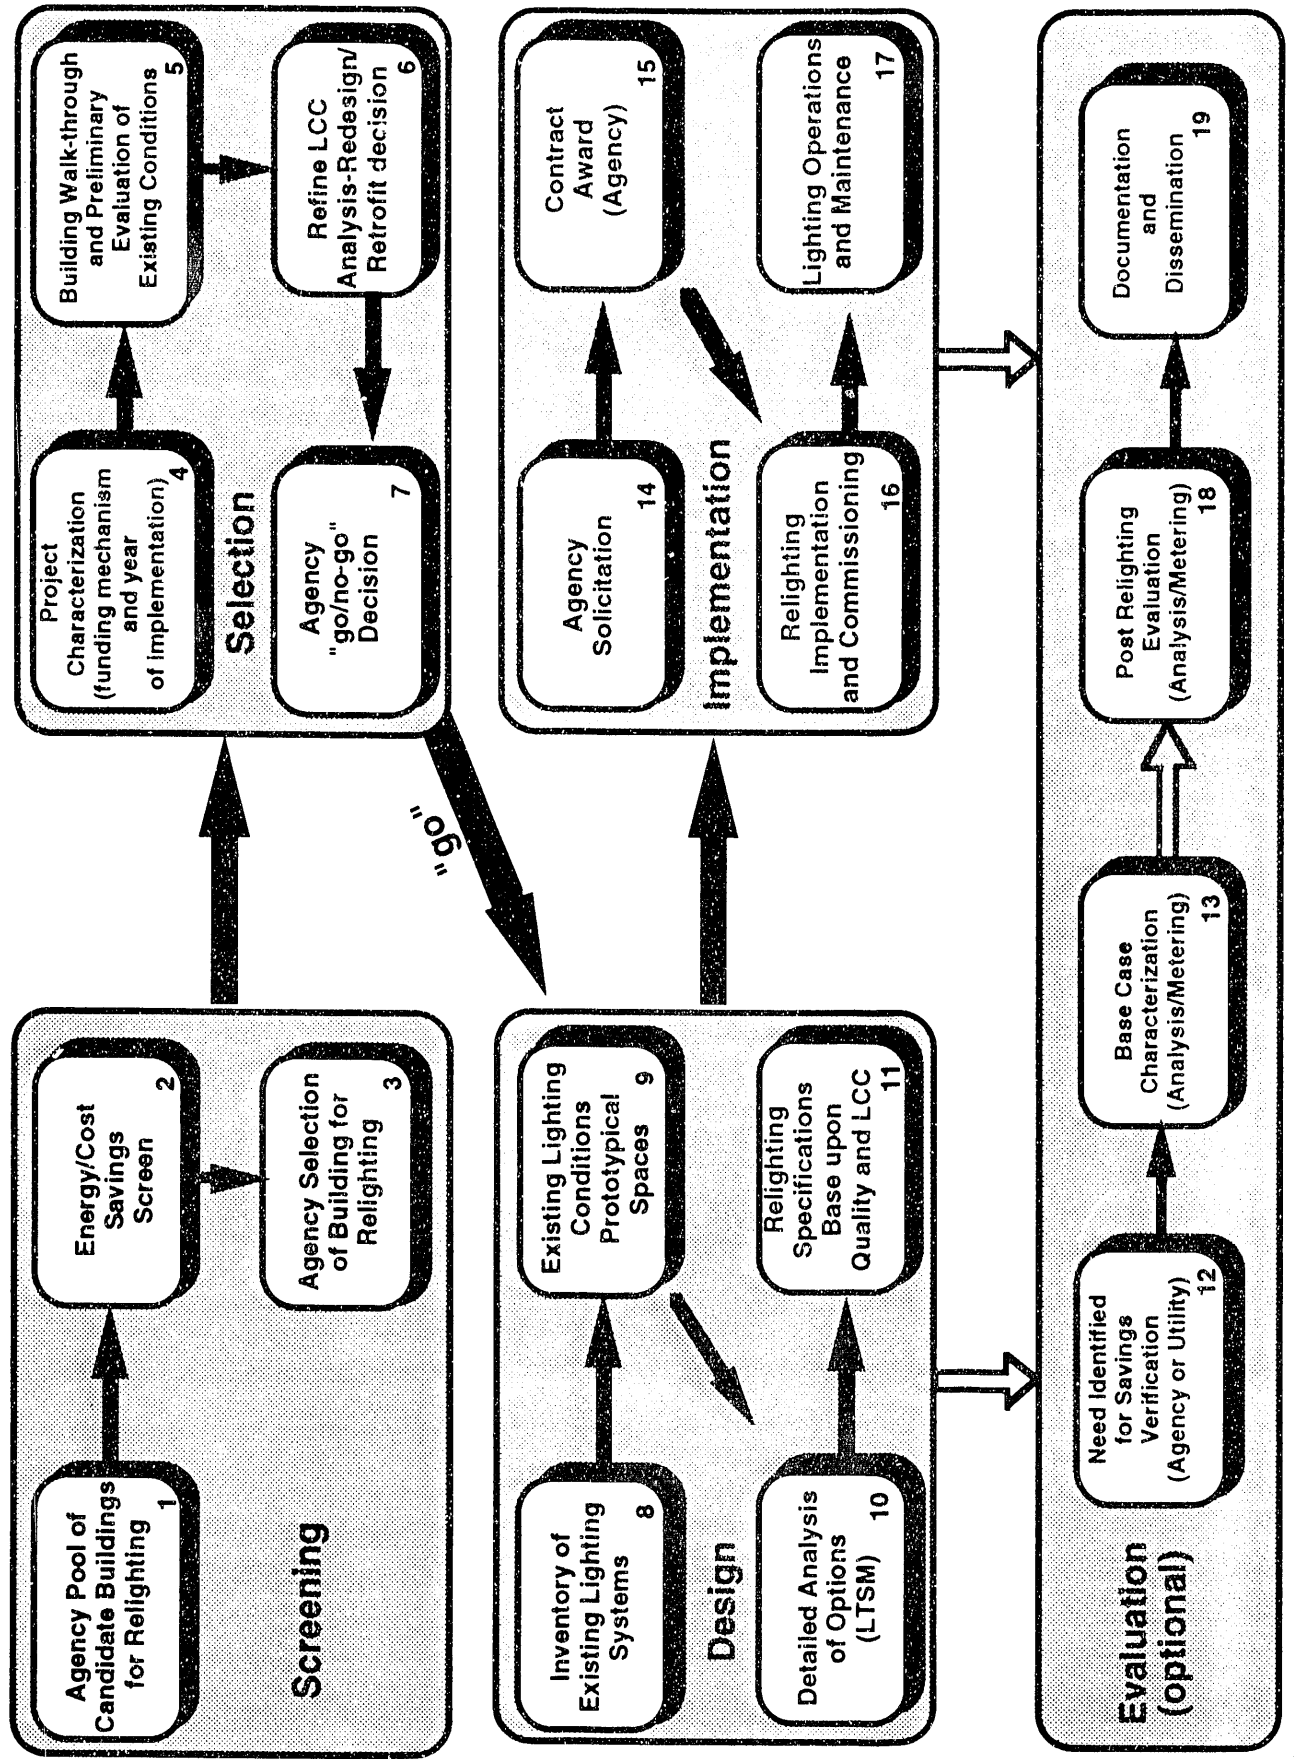 Agency Pool of
Candidate Buildings
for Relighting
1
Energy/Cost
Savings
Screen
2
Agency Selection
of Building for
Relighting
3
Screening
Project
Characterization
(funding mechanism
and year
of implementation)
4
Building Walk-through
and Preliminary
Evaluation of
Existing Conditions
5
Selection
Refine LCC
Analysis-Redesign/
Retrofit decision
6
Agency
"go/no-go"
Decision
7
"go"
Inventory of
Existing Lighting
Systems
8
Existing Lighting
Conditions
Prototypical
Spaces
9
Design
Detailed Analysis
of Options
(LTSM)
10
Relighting
Specifications
Base upon
Quality and LCC
11
Agency
Solicitation
14
Contract
Award
(Agency)
15
Implementation
Relighting
Implementation
and Commissioning
16
Lighting Operations
and Maintenance
17
Evaluation
(optional)
Need Identified
for Savings
Verification
(Agency or Utility)
12
Base Case
Characterization
(Analysis/Metering)
13
Post Relighting
Evaluation
(Analysis/Metering)
18
Documentation
and
Dissemination
19